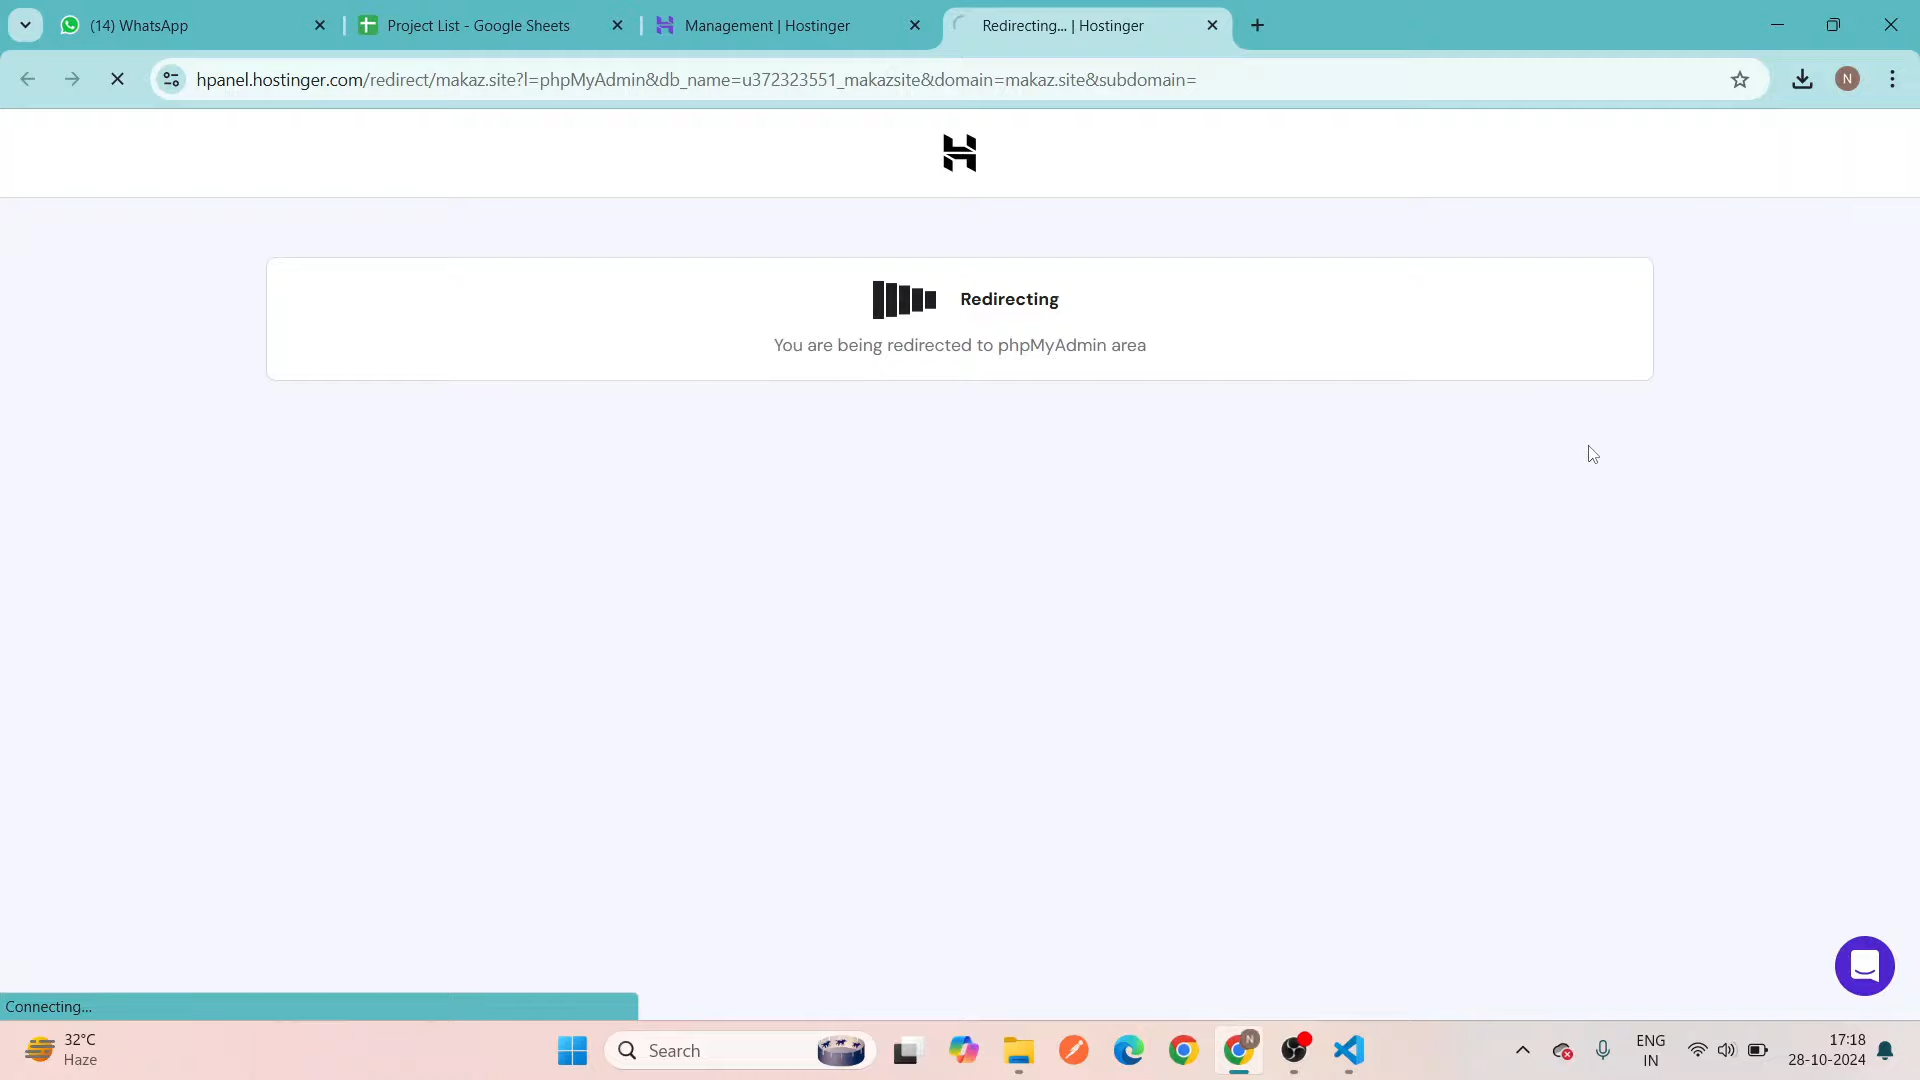 (14) WhatsApp
Project List - Google Sheets
Management | Hostinger
Redirecting... | Hostinger
hpanel.hostinger.com/redirect/makaz.site?l=phpMyAdmin&db_name=u372323551_makazsite&domain=makaz.site&subdomain=
N
Redirecting
You are being redirected to phpMyAdmin area
Connecting...
32°C
Haze
Search
N
ENG
IN
17:18
28-10-2024